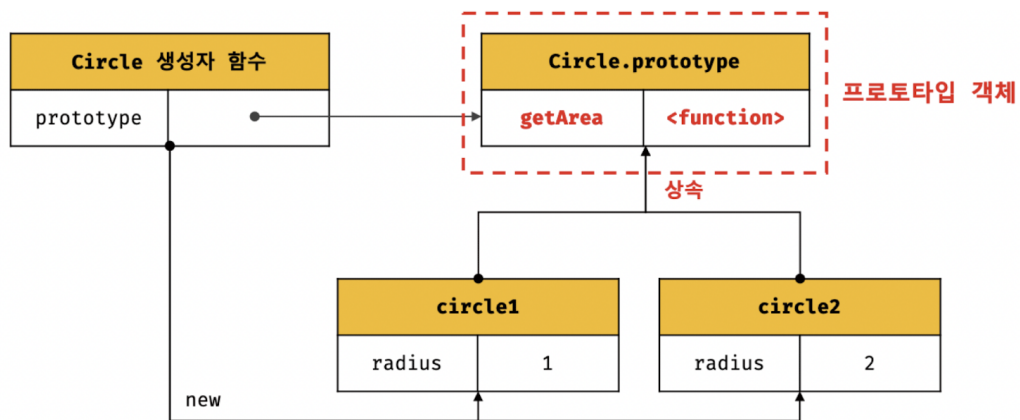 Circle 생성자 함수
prototype
Circle.prototype
getArea <function>
프로토타입 객체
상속
circle1
radius 1
circle2
radius 2
new